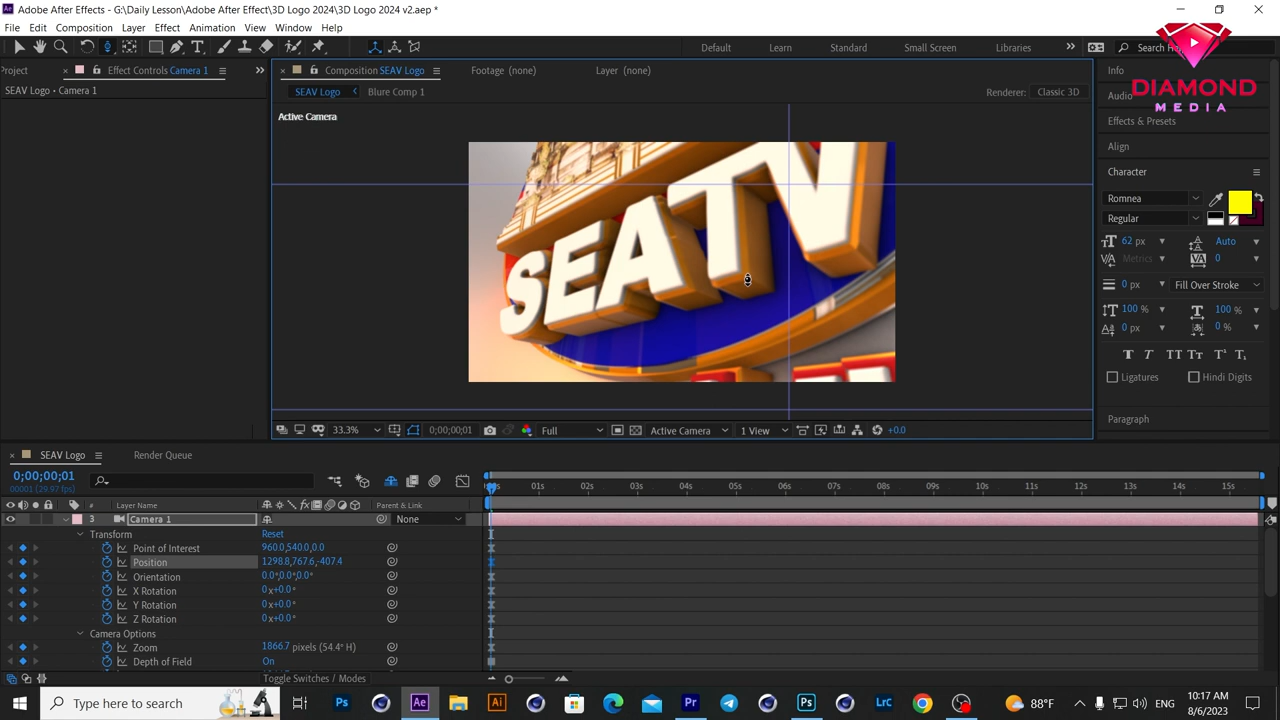 Adobe After Effects - G:\Daily Lesson\3D Logo 2024\3D Logo 2024 v2.aep *
File Edit Composition Layer Effect Animation View Window Help
Default Learn Standard Small Screen Libraries Search He
DIAMOND
MEDIA
Project Effect Controls Camera 1
SEAV Logo • Camera 1
Composition SEAV Logo Footage (none) Layer (none)
SEAV Logo Blure Comp 1
Renderer: Classic 3D
Active Camera
SEATV
33.3% 0;00;00;01 Full Active Camera 1 View +0.0
Info
Audio
Effects & Presets
Align
Character
Romnea
Regular
62 px Auto
Metrics 0
0 px Fill Over Stroke
100 % 100 %
0 px 0 %
Ligatures Hindi Digits
Paragraph
SEAV Logo Render Queue
0;00;00;01
00001 (29.97 fps)
01s 02s 03s 04s 05s 06s 07s 08s 09s 10s 11s 12s 13s 14s 15s
# Layer Name Parent & Link
3 Camera 1 None
Transform Reset
Point of Interest 960.0,540.0,0.0
Position 1298.8,767.6,-407.4
Orientation 0.0°,0.0°,0.0°
X Rotation 0x+0.0°
Y Rotation 0x+0.0°
Z Rotation 0x+0.0°
Camera Options
Zoom 1866.7 pixels (54.4° H)
Depth of Field On
Toggle Switches / Modes
Type here to search
88°F ENG
10:17 AM
8/6/2023